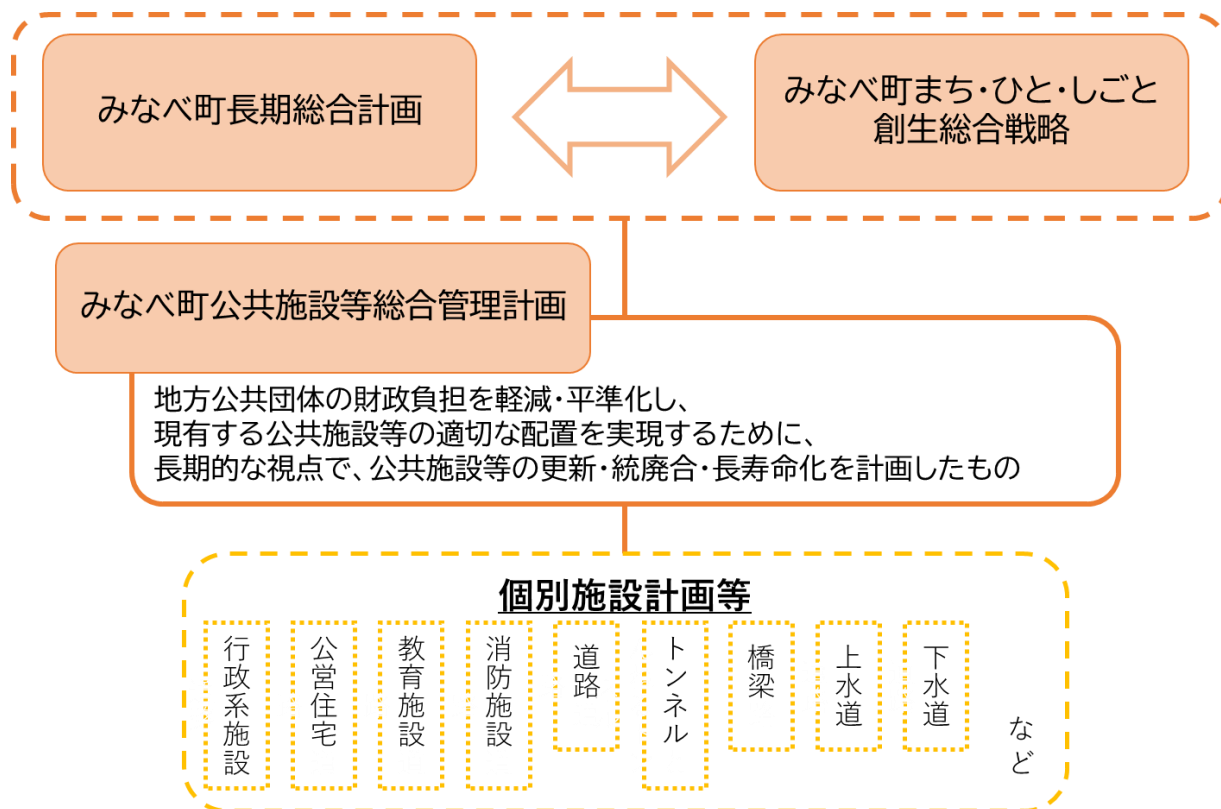 みなべ町長期総合計画
みなべ町まち・ひと・しごと
創生総合戦略
みなべ町公共施設等総合管理計画
地方公共団体の財政負担を軽減・平準化し、
現有する公共施設等の適切な配置を実現するために、
長期的な視点で、公共施設等の更新・統廃合・長寿命化を計画したもの
個別施設計画等
行政系施設
公営住宅
教育施設
消防施設
道路
トンネル
橋梁
上水道
下水道
など